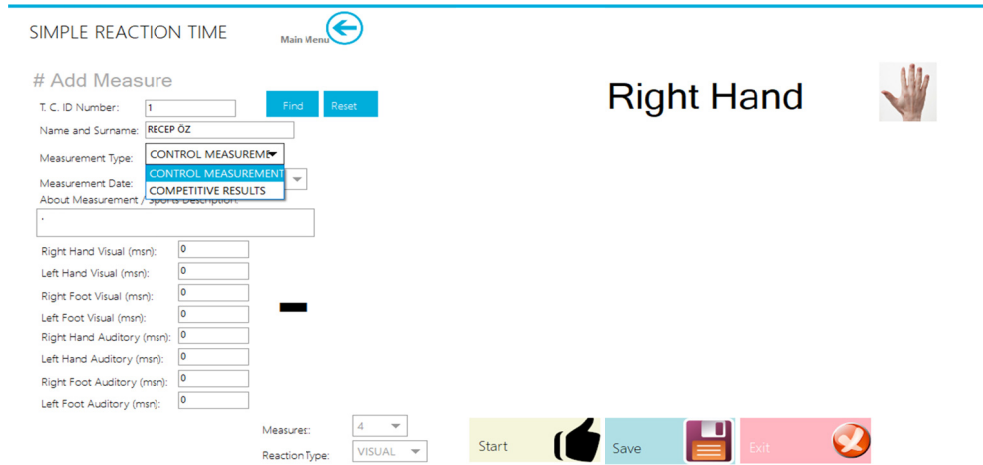 SIMPLE REACTION TIME
Main Menu
# Add Measure
Right Hand
T. C. ID Number: 1 Find Reset
Name and Surname: RECEP ÖZ
Measurement Type: CONTROL MEASUREME
CONTROL MEASUREMENT
Measurement Date:
COMPETITIVE RESULTS
About Measurement / Sports Description:
.
Right Hand Visual (msn): 0
Left Hand Visual (msn): 0
Right Foot Visual (msn): 0
Left Foot Visual (msn): 0
Right Hand Auditory (msn): 0
Left Hand Auditory (msn): 0
Right Foot Auditory (msn): 0
Left Foot Auditory (msn): 0
Measures: 4
Reaction Type: VISUAL
Start Save Exit